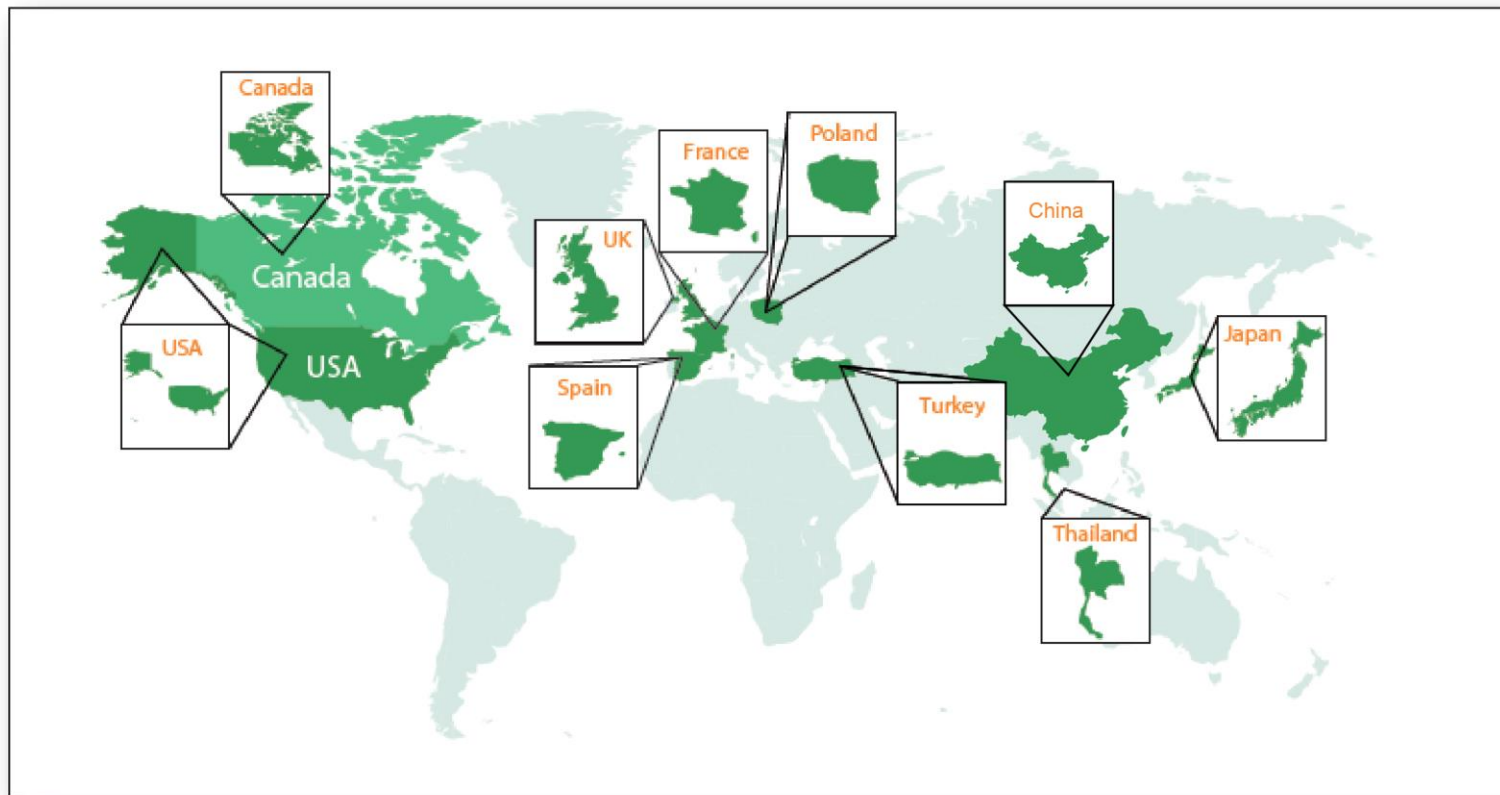 Canada
Poland
France
China
UK
Canada
Japan
USA
USA
Spain
Turkey
Thailand